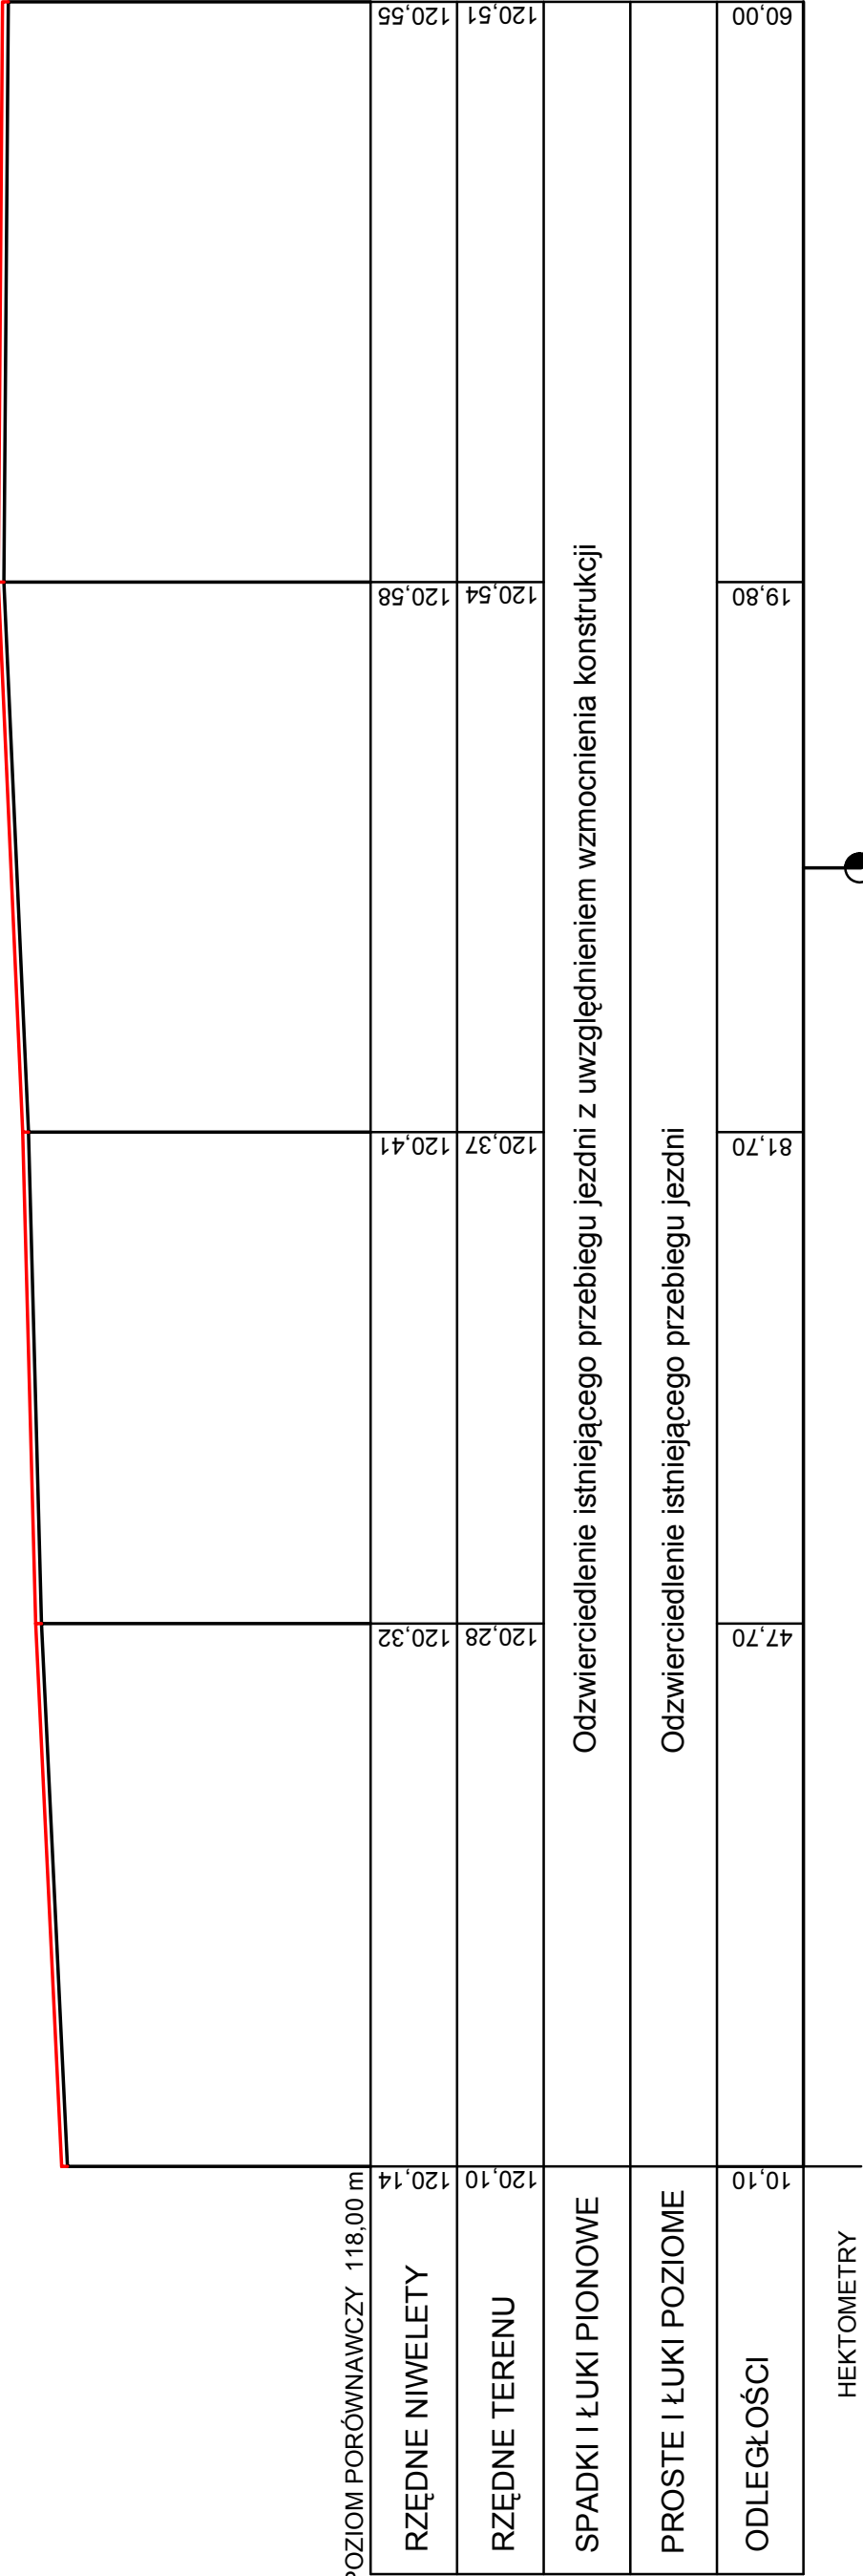 POZIOM PORÓWNAWCZY 118,00 m
RZĘDNE NIWELETY 120,14 120,32 120,41 120,58 120,55
RZĘDNE TERENU 120,10 120,28 120,37 120,54 120,51
SPADKI I ŁUKI PIONOWE Odzwierciedlenie istniejącego przebiegu jezdni z uwzględnieniem wzmocnienia konstrukcji
PROSTE I ŁUKI POZIOME Odzwierciedlenie istniejącego przebiegu jezdni
ODLEGŁOŚCI 10,10 47,70 81,70 19,80 60,00
HEKTOMETRY